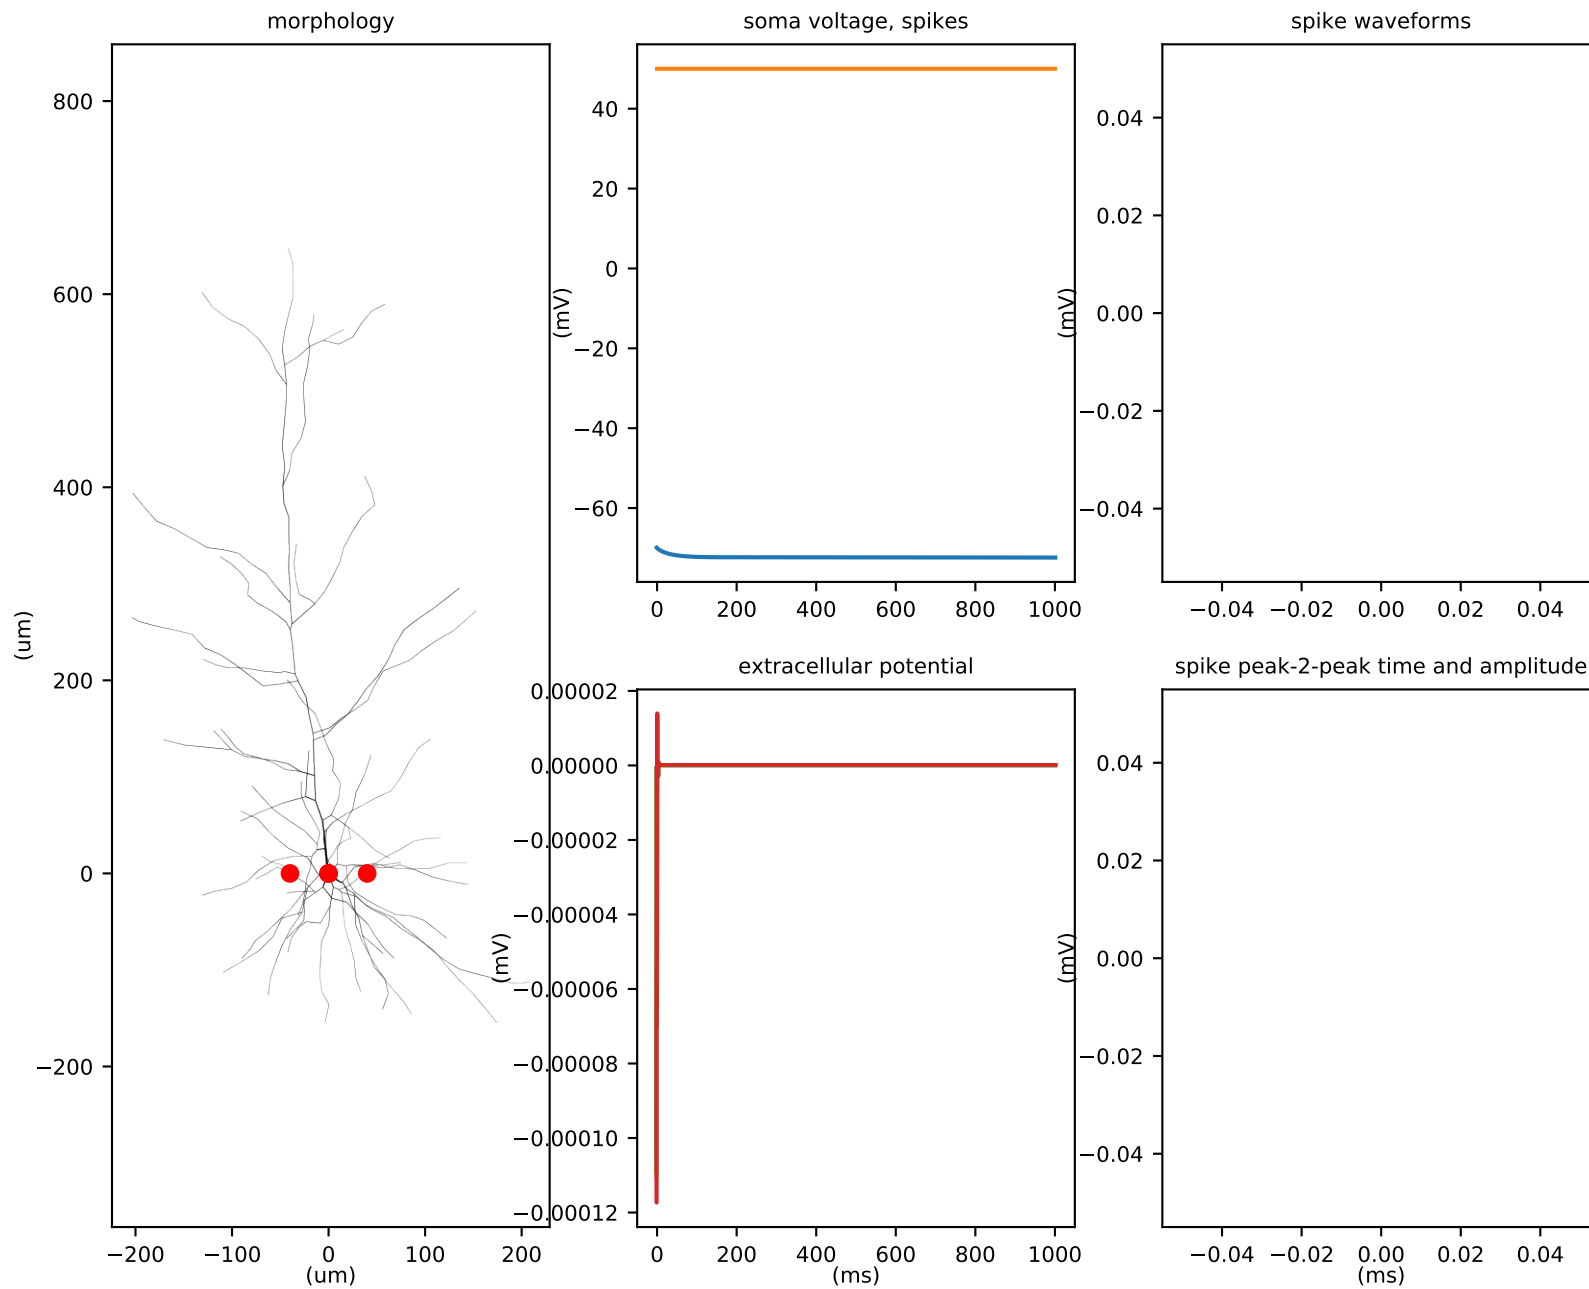 morphology
800
600
400
200
0
−200
(um)
−200 −100 0 100 200
(um)
soma voltage, spikes
40
20
0
−20
−40
−60
(mV)
0 200 400 600 800 1000
spike waveforms
0.04
0.02
0.00
−0.02
−0.04
(mV)
−0.04 −0.02 0.00 0.02 0.04
extracellular potential
0.00002
0.00000
−0.00002
−0.00004
−0.00006
−0.00008
−0.00010
−0.00012
(mV)
0 200 400 600 800 1000
(ms)
spike peak-2-peak time and amplitude
0.04
0.02
0.00
−0.02
−0.04
(mV)
−0.04 −0.02 0.00 0.02 0.04
(ms)